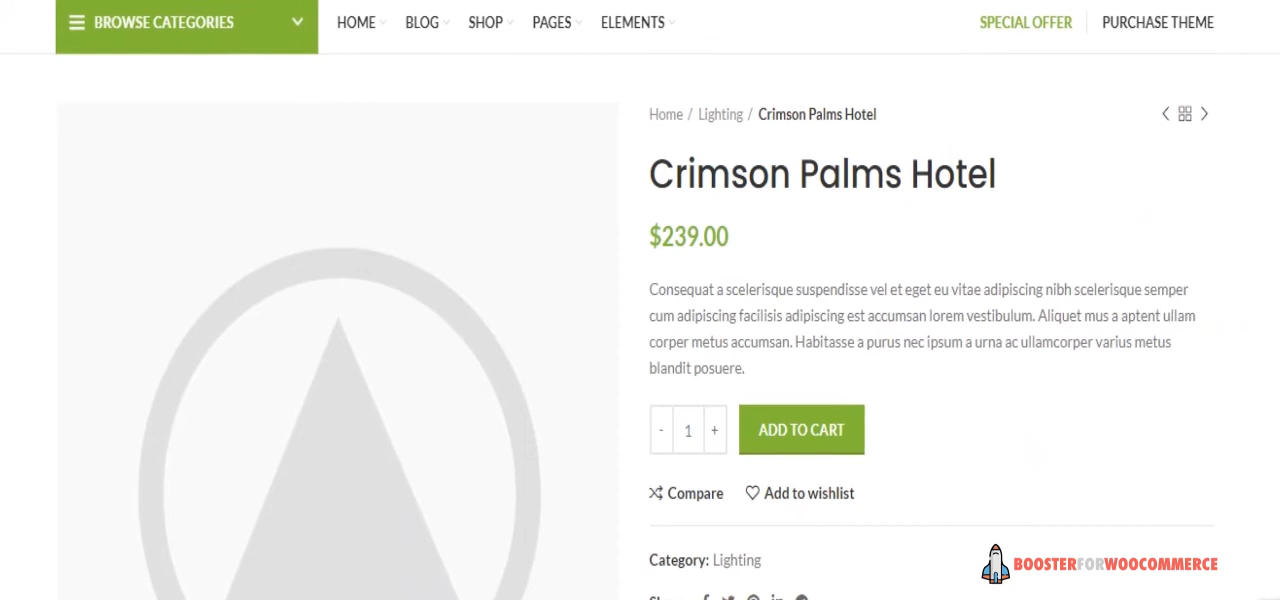 BROWSE CATEGORIES
HOME
BLOG
SHOP
PAGES
ELEMENTS
SPECIAL OFFER
PURCHASE THEME
Home / Lighting / Crimson Palms Hotel
Crimson Palms Hotel
$239.00
Consequat a scelerisque suspendisse vel et eget eu vitae adipiscing nibh scelerisque semper
cum adipiscing facilisis adipiscing est accumsan lorem vestibulum. Aliquet mus a aptent ullam
corper metus accumsan. Habitasse a purus nec ipsum a urna ac ullamcorper varius metus
blandit posuere.
- 1 +
ADD TO CART
Compare
Add to wishlist
Category: Lighting
BOOSTERFORWOOCOMMERCE